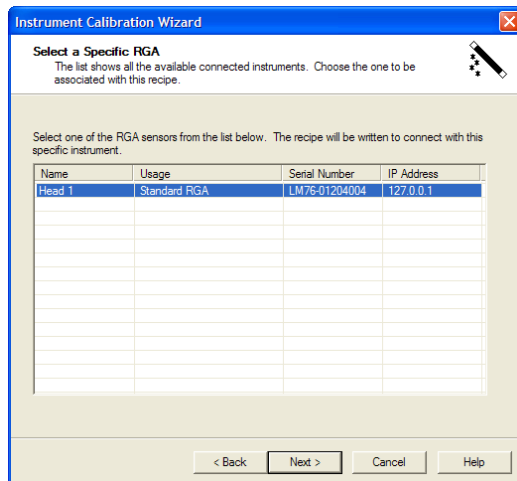 Instrument Calibration Wizard
Select a Specific RGA
The list shows all the available connected instruments. Choose the one to be
associated with this recipe.
Select one of the RGA sensors from the list below. The recipe will be written to connect with this
specific instrument.
Name Usage Serial Number IP Address
Head 1 Standard RGA LM76-01204004 127.0.0.1
< Back Next > Cancel Help